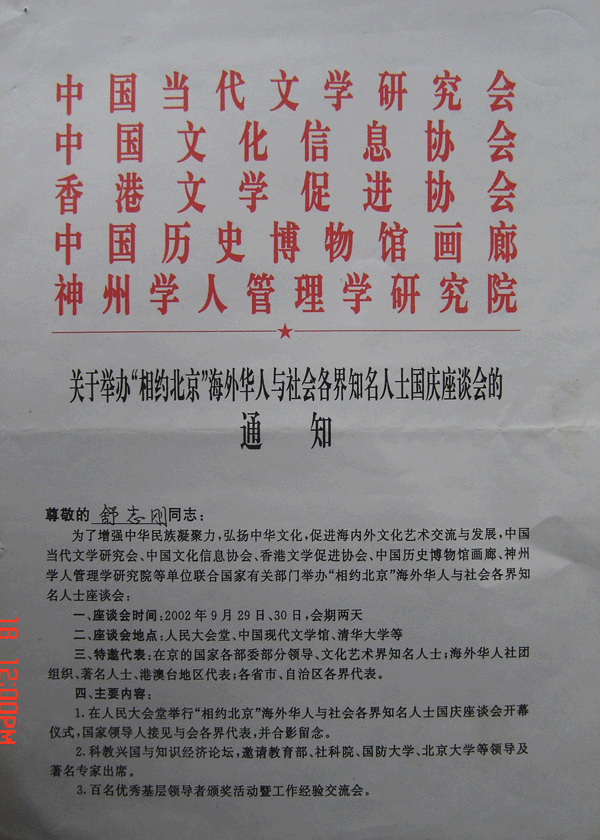 中国当代文学研究会
中国文化信息协会
香港文学促进协会
中国历史博物馆画廊
神州学人管理学研究院
关于举办“相约北京”海外华人与社会各界知名人士国庆座谈会的
通 知
尊敬的 舒志刚 同志：
为了增强中华民族凝聚力，弘扬中华文化，促进海内外文化艺术交流与发展，中国
当代文学研究会、中国文化信息协会、香港文学促进协会、中国历史博物馆画廊、神州
学人管理学研究院等单位联合国家有关部门举办“相约北京”海外华人与社会各界知
名人士座谈会：
一、座谈会时间：2002年9月29日、30日，会期两天
二、座谈会地点：人民大会堂、中国现代文学馆、清华大学等
三、特邀代表：在京的国家各部委部分领导、文化艺术界知名人士；海外华人社团
组织、著名人士、港澳台地区代表；各省市、自治区各界代表。
四、主要内容：
1.在人民大会堂举行“相约北京”海外华人与社会各界知名人士国庆座谈会开幕
仪式，国家领导人接见与会各界代表，并合影留念。
2.科教兴国与知识经济论坛，邀请教育部、社科院、国防大学、北京大学等领导及
著名专家出席。
3.百名优秀基层领导者颁奖活动暨工作经验交流会。
18 12:00PM